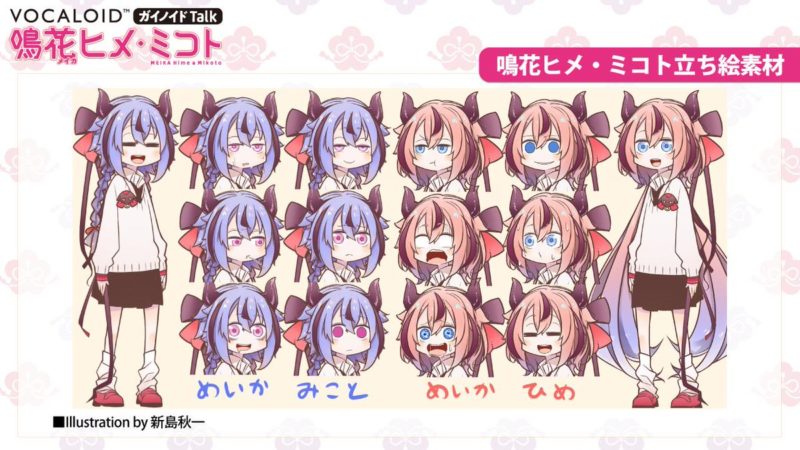 VOCALOID™ ガイノイドTalk
鳴花ヒメ・ミコト
メイカ MEIKA Hime & Mikoto
鳴花ヒメ・ミコト立ち絵素材
めいか みこと めいか ひめ
■Illustration by 新島秋一